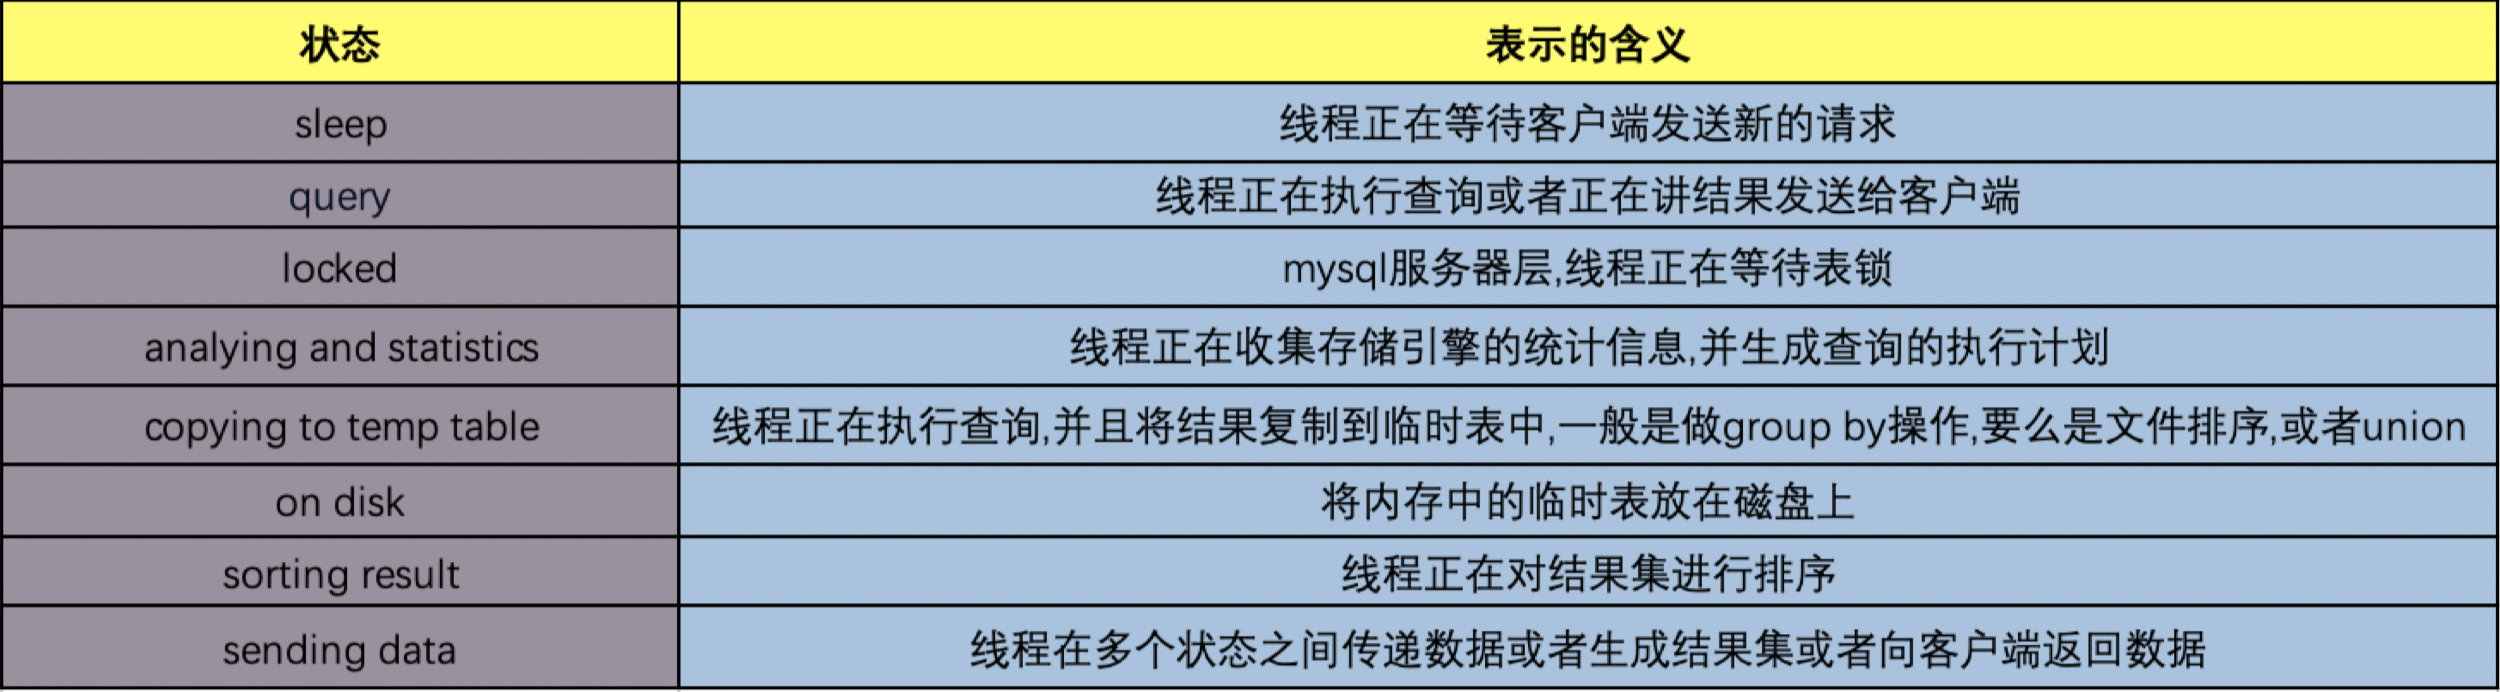 状态 表示的含义
sleep 线程正在等待客户端发送新的请求
query 线程正在执行查询或者正在讲结果发送给客户端
locked mysql服务器层,线程正在等待表锁
analying and statistics 线程正在收集存储引擎的统计信息,并生成查询的执行计划
copying to temp table 线程正在执行查询,并且将结果复制到临时表中,一般是做group by操作,要么是文件排序,或者union
on disk 将内存中的临时表放在磁盘上
sorting result 线程正在对结果集进行排序
sending data 线程在多个状态之间传递数据或者生成结果集或者向客户端返回数据